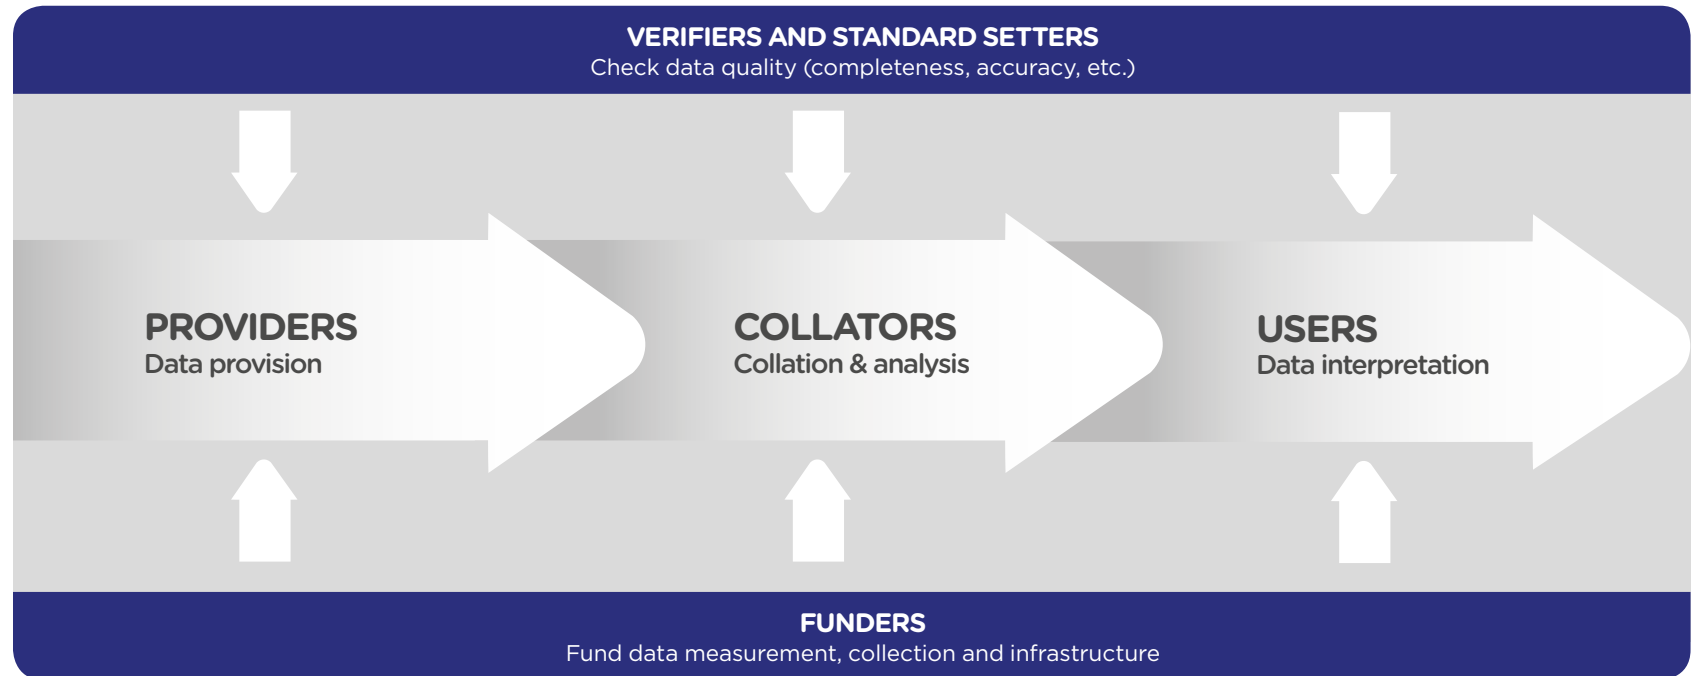 VERIFIERS AND STANDARD SETTERS
Check data quality (completeness, accuracy, etc.)
PROVIDERS
Data provision
COLLATORS
Collation & analysis
USERS
Data interpretation
FUNDERS
Fund data measurement, collection and infrastructure